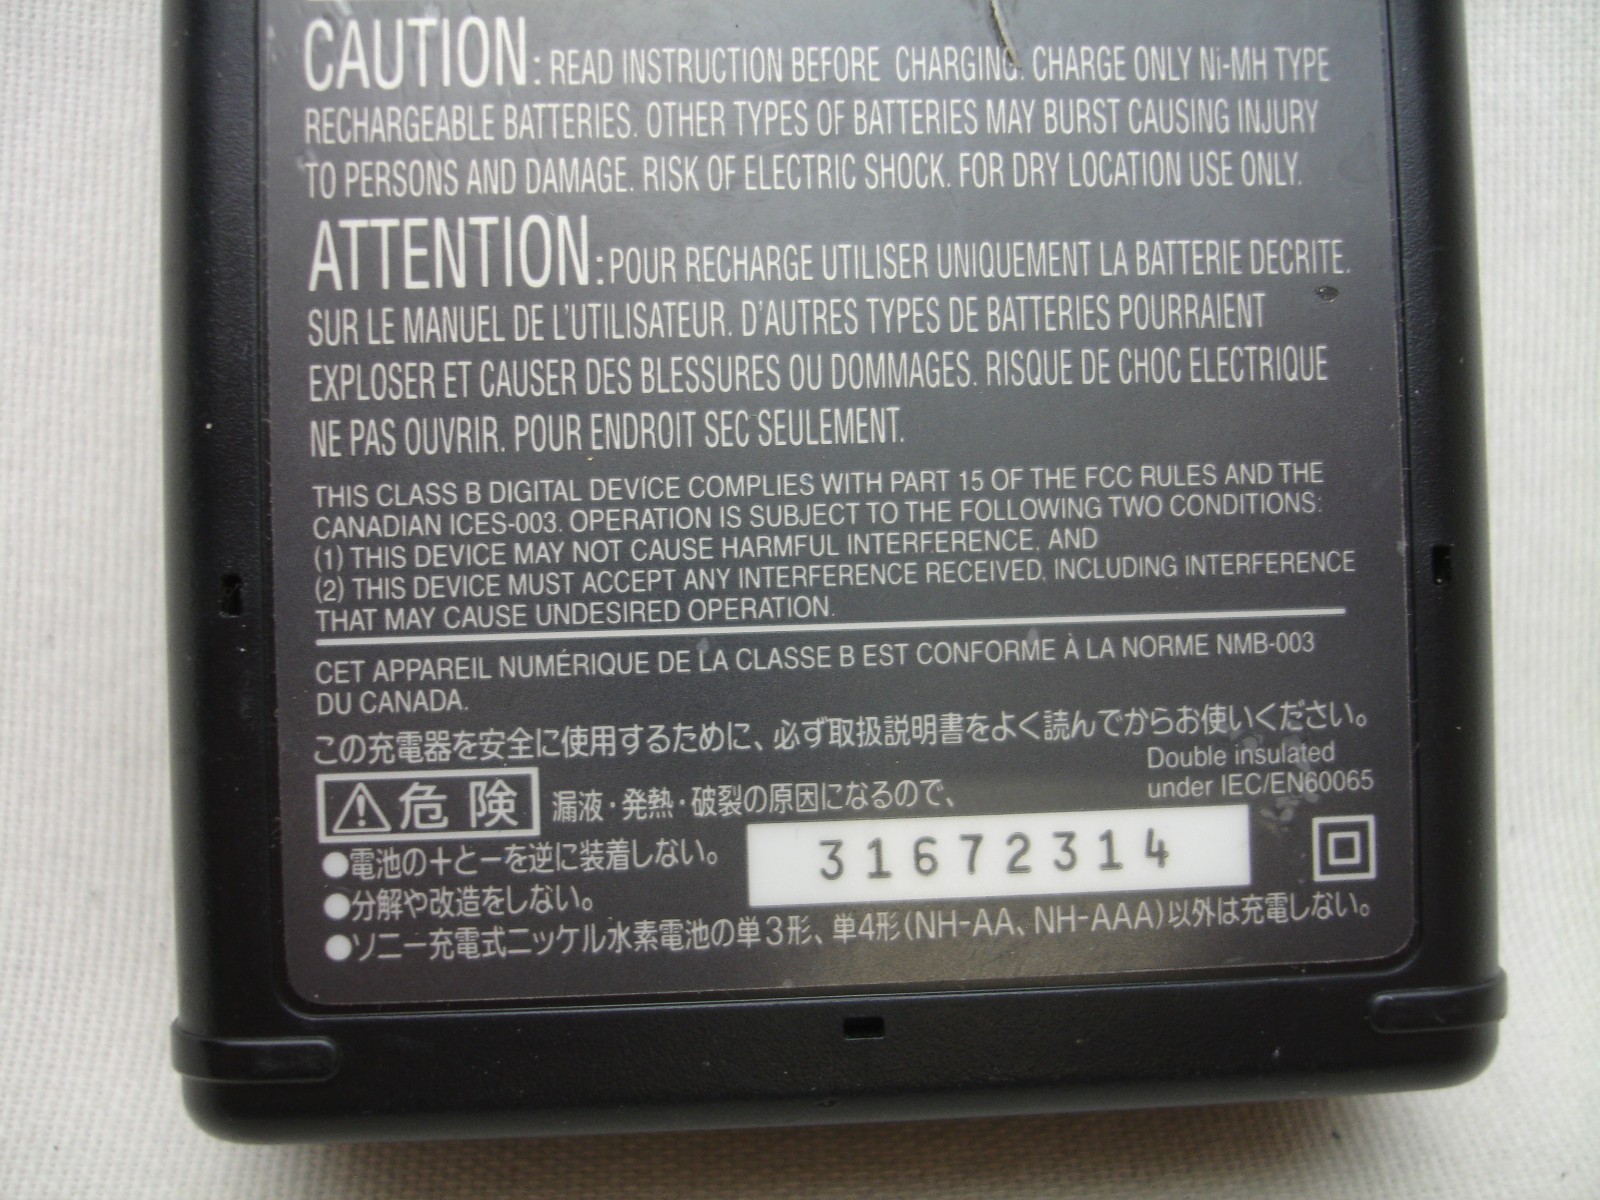 CAUTION: READ INSTRUCTION BEFORE CHARGING. CHARGE ONLY Ni-MH TYPE
RECHARGEABLE BATTERIES. OTHER TYPES OF BATTERIES MAY BURST CAUSING INJURY
TO PERSONS AND DAMAGE. RISK OF ELECTRIC SHOCK. FOR DRY LOCATION USE ONLY.
ATTENTION: POUR RECHARGE UTILISER UNIQUEMENT LA BATTERIE DECRITE.
SUR LE MANUEL DE L'UTILISATEUR. D'AUTRES TYPES DE BATTERIES POURRAIENT
EXPLOSER ET CAUSER DES BLESSURES OU DOMMAGES. RISQUE DE CHOC ELECTRIQUE
NE PAS OUVRIR. POUR ENDROIT SEC SEULEMENT.
THIS CLASS B DIGITAL DEVICE COMPLIES WITH PART 15 OF THE FCC RULES AND THE
CANADIAN ICES-003. OPERATION IS SUBJECT TO THE FOLLOWING TWO CONDITIONS:
(1) THIS DEVICE MAY NOT CAUSE HARMFUL INTERFERENCE, AND
(2) THIS DEVICE MUST ACCEPT ANY INTERFERENCE RECEIVED, INCLUDING INTERFERENCE
THAT MAY CAUSE UNDESIRED OPERATION.
CET APPAREIL NUMÉRIQUE DE LA CLASSE B EST CONFORME À LA NORME NMB-003
DU CANADA.
この充電器を安全に使用するために、必ず取扱説明書をよく読んでからお使いください。
Double insulated
under IEC/EN60065
⚠危険 漏液・発熱・破裂の原因になるので、
●電池の＋と－を逆に装着しない。
31672314
●分解や改造をしない。
●ソニー充電式ニッケル水素電池の単3形、単4形(NH-AA、NH-AAA)以外は充電しない。